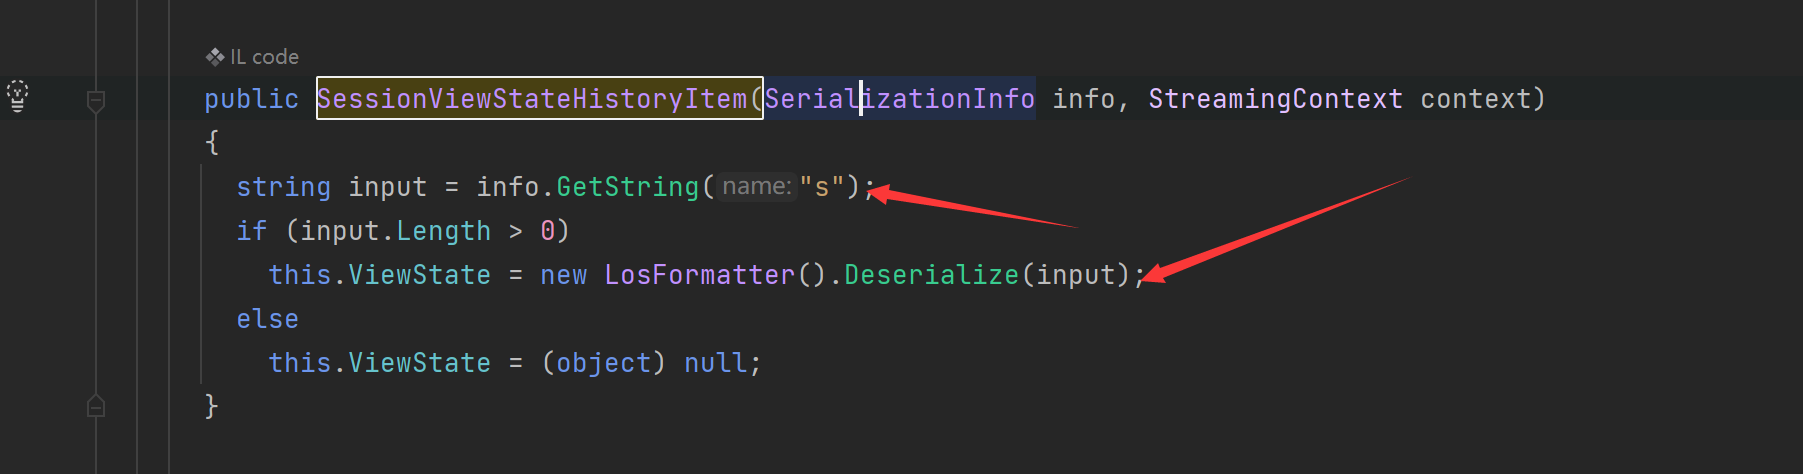 IL code
public SessionViewStateHistoryItem(SerializationInfo info, StreamingContext context)
{
string input = info.GetString(name:"s");
if (input.Length > 0)
this.ViewState = new LosFormatter().Deserialize(input);
else
this.ViewState = (object) null;
}